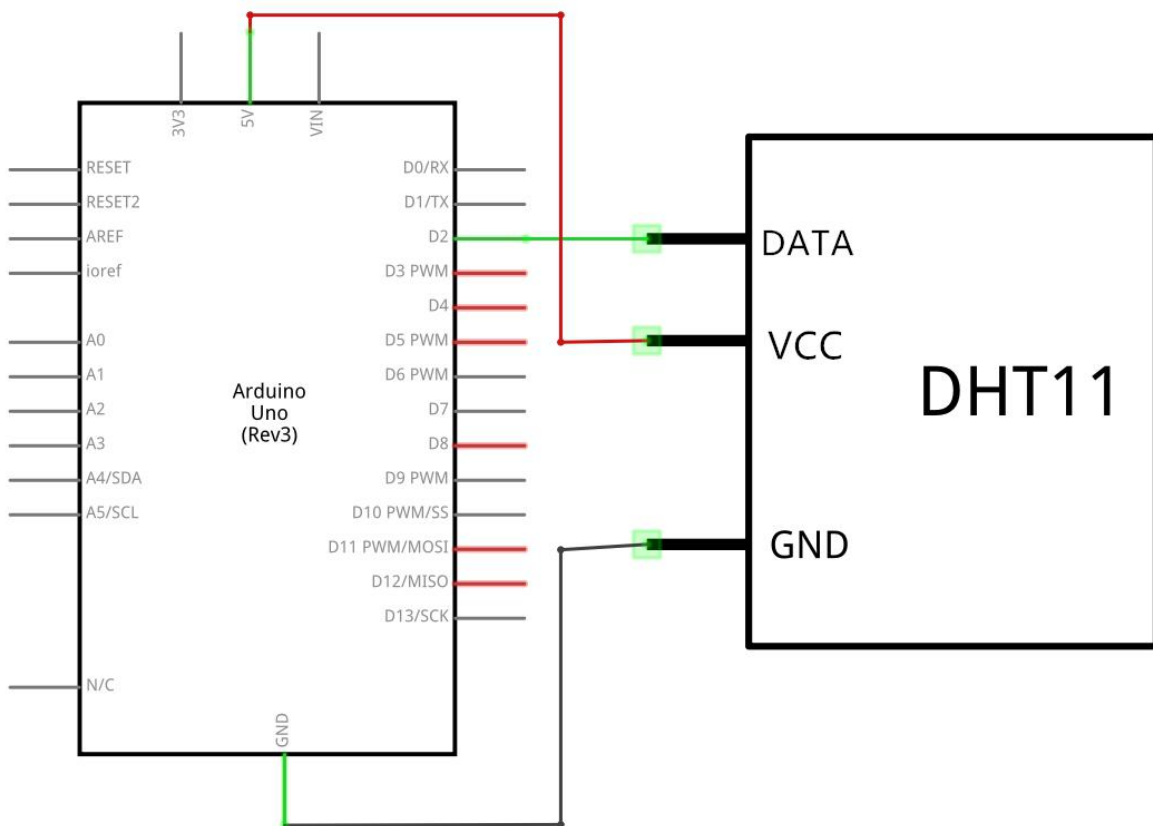 3V3
5V
VIN
RESET
RESET2
AREF
ioref
A0
A1
A2
A3
A4/SDA
A5/SCL
N/C
Arduino
Uno
(Rev3)
D0/RX
D1/TX
D2
D3 PWM
D4
D5 PWM
D6 PWM
D7
D8
D9 PWM
D10 PWM/SS
D11 PWM/MOSI
D12/MISO
D13/SCK
GND
DATA
VCC
DHT11
GND